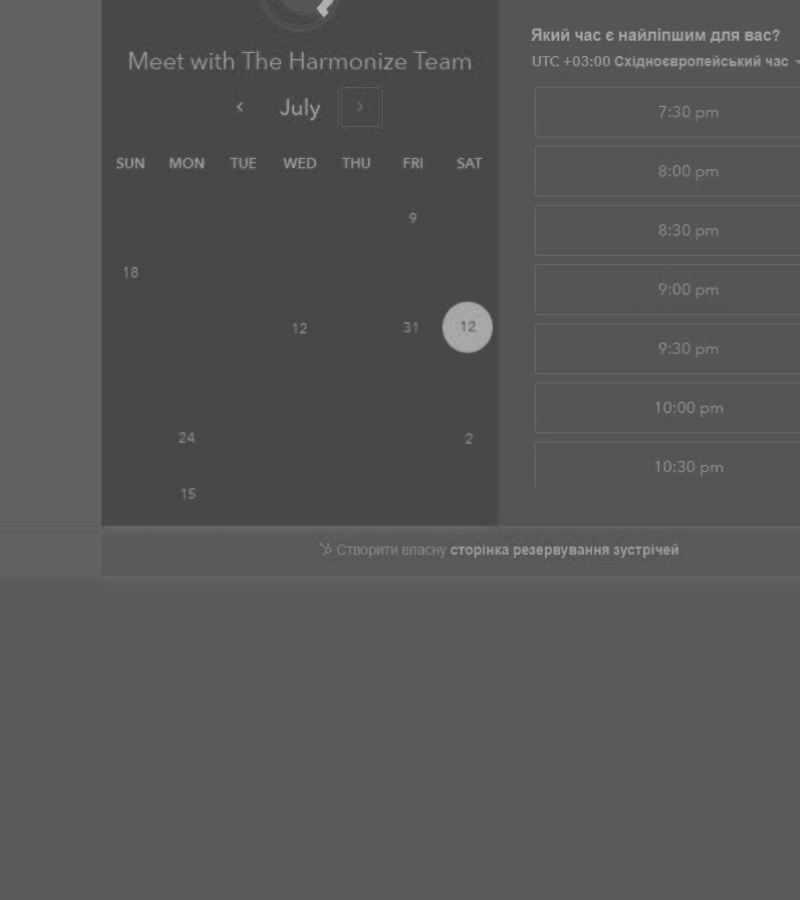 Meet with The Harmonize Team
July
SUN MON TUE WED THU FRI SAT
9
18
12 31 12
24 2
15
Який час є найліпшим для вас?
UTC +03:00 Східноєвропейський час
7:30 pm
8:00 pm
8:30 pm
9:00 pm
9:30 pm
10:00 pm
10:30 pm
Створити власну сторінка резервування зустрічей